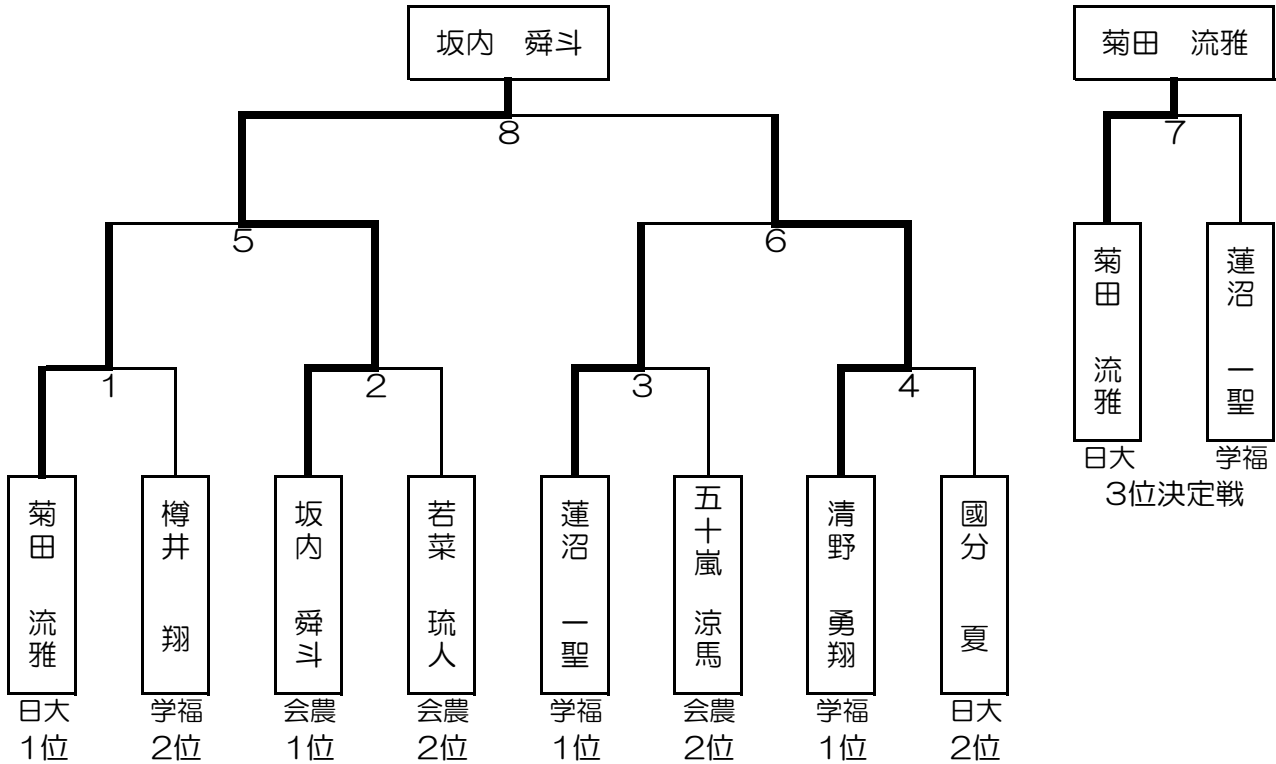 坂内　舜斗
菊田　流雅
8
7
5
6
1
2
3
4
菊田　流雅
蓮沼　一聖
日大
学福
3位決定戦
菊田　流雅
樽井　翔
坂内　舜斗
若菜　琉人
蓮沼　一聖
五十嵐　涼馬
清野　勇翔
國分　夏
日大
学福
会農
会農
学福
会農
学福
日大
1位
2位
1位
2位
1位
2位
1位
2位